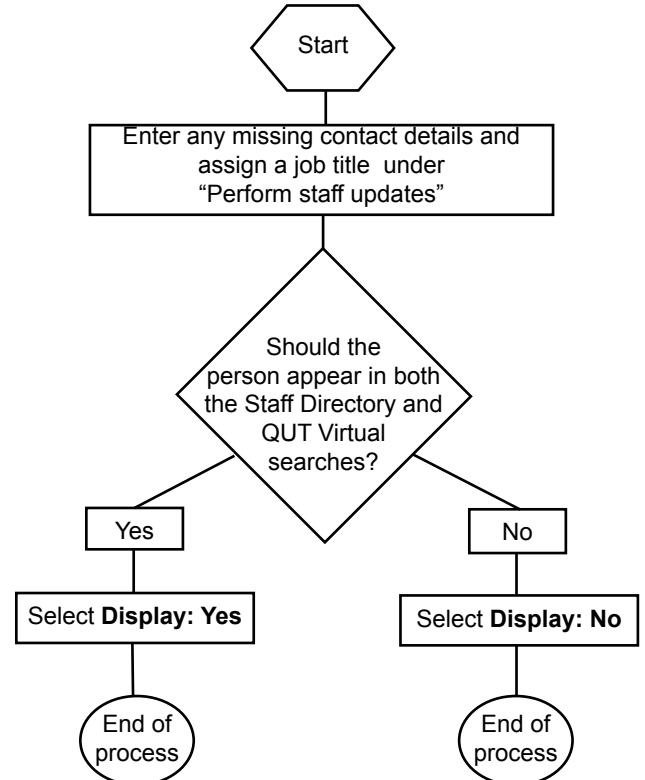 Start
Enter any missing contact details and
assign a job title under
“Perform staff updates”
Should the
person appear in both
the Staff Directory and
QUT Virtual
searches?
Yes
No
Select Display: Yes
Select Display: No
End of
process
End of
process